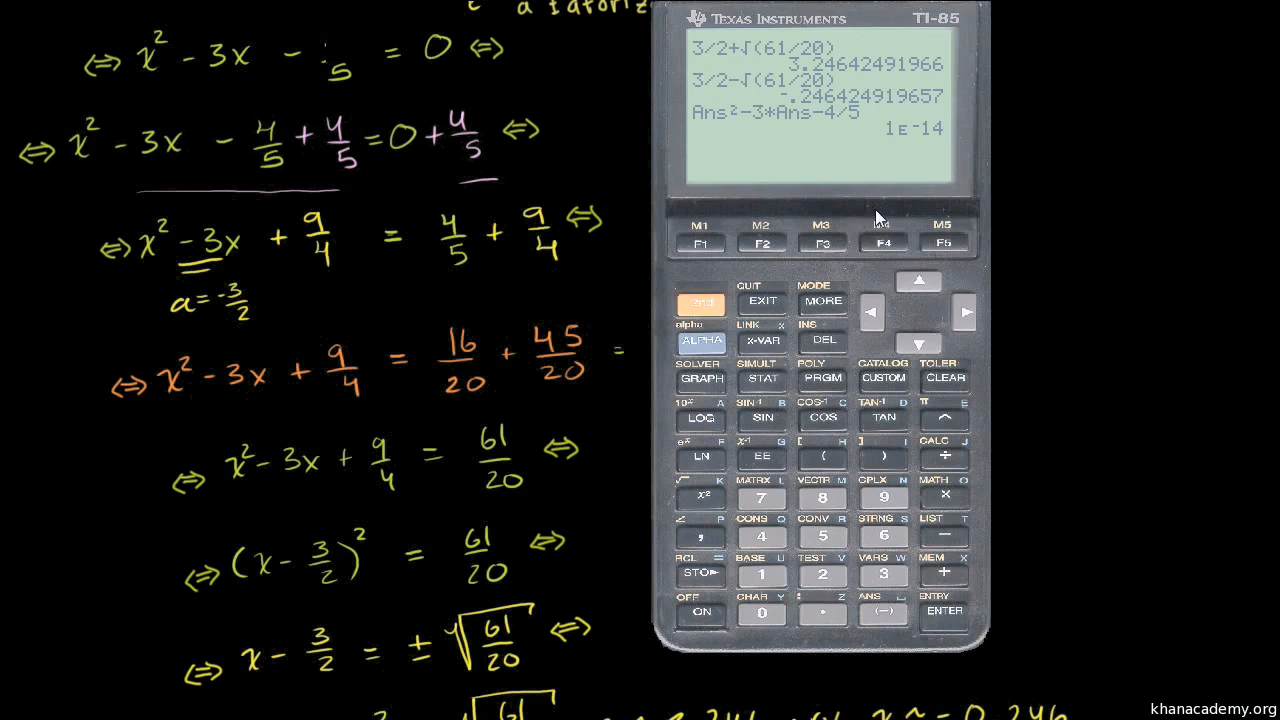 ⇔ x² - 3x - 5 = 0 ⇔
⇔ x² - 3x - 4/5 + 4/5 = 0 + 4/5 ⇔
⇔ x² - 3x + 9/4 = 4/5 + 9/4 ⇔
a = -3/2
⇔ x² - 3x + 9/4 = 16/20 + 45/20 =
⇔ x² - 3x + 9/4 = 61/20 ⇔
⇔ (x - 3/2)² = 61/20 ⇔
⇔ x - 3/2 = ± √(61/20) ⇔
TEXAS INSTRUMENTS TI-85
3/2+√(61/20)
3.24642491966
3/2-√(61/20)
-.246424919657
Ans²-3*Ans-4/5
1E-14
M1 M2 M3 M4 M5
F1 F2 F3 F4 F5
QUIT MODE
2nd EXIT MORE
alpha LINK x INS
ALPHA x-VAR DEL
SOLVER SIMULT POLY CATALOG TOLER
GRAPH STAT PRGM CUSTOM CLEAR
10ˣ A SIN⁻¹ B COS⁻¹ C TAN⁻¹ D π E
LOG SIN COS TAN ^
eˣ F x⁻¹ G [ H ] I CALC J
LN EE ( ) ÷
√ K MATRX L VECTR M CPLX N MATH O
x² 7 8 9 ×
∠ P CONS Q CONV R STRNG S LIST T
, 4 5 6 −
RCL = BASE U TEST V VARS W MEM X
STO▸ 1 2 3 +
OFF CHAR Y : Z ANS ␣ ENTRY
ON 0 . (−) ENTER
khanacademy.org